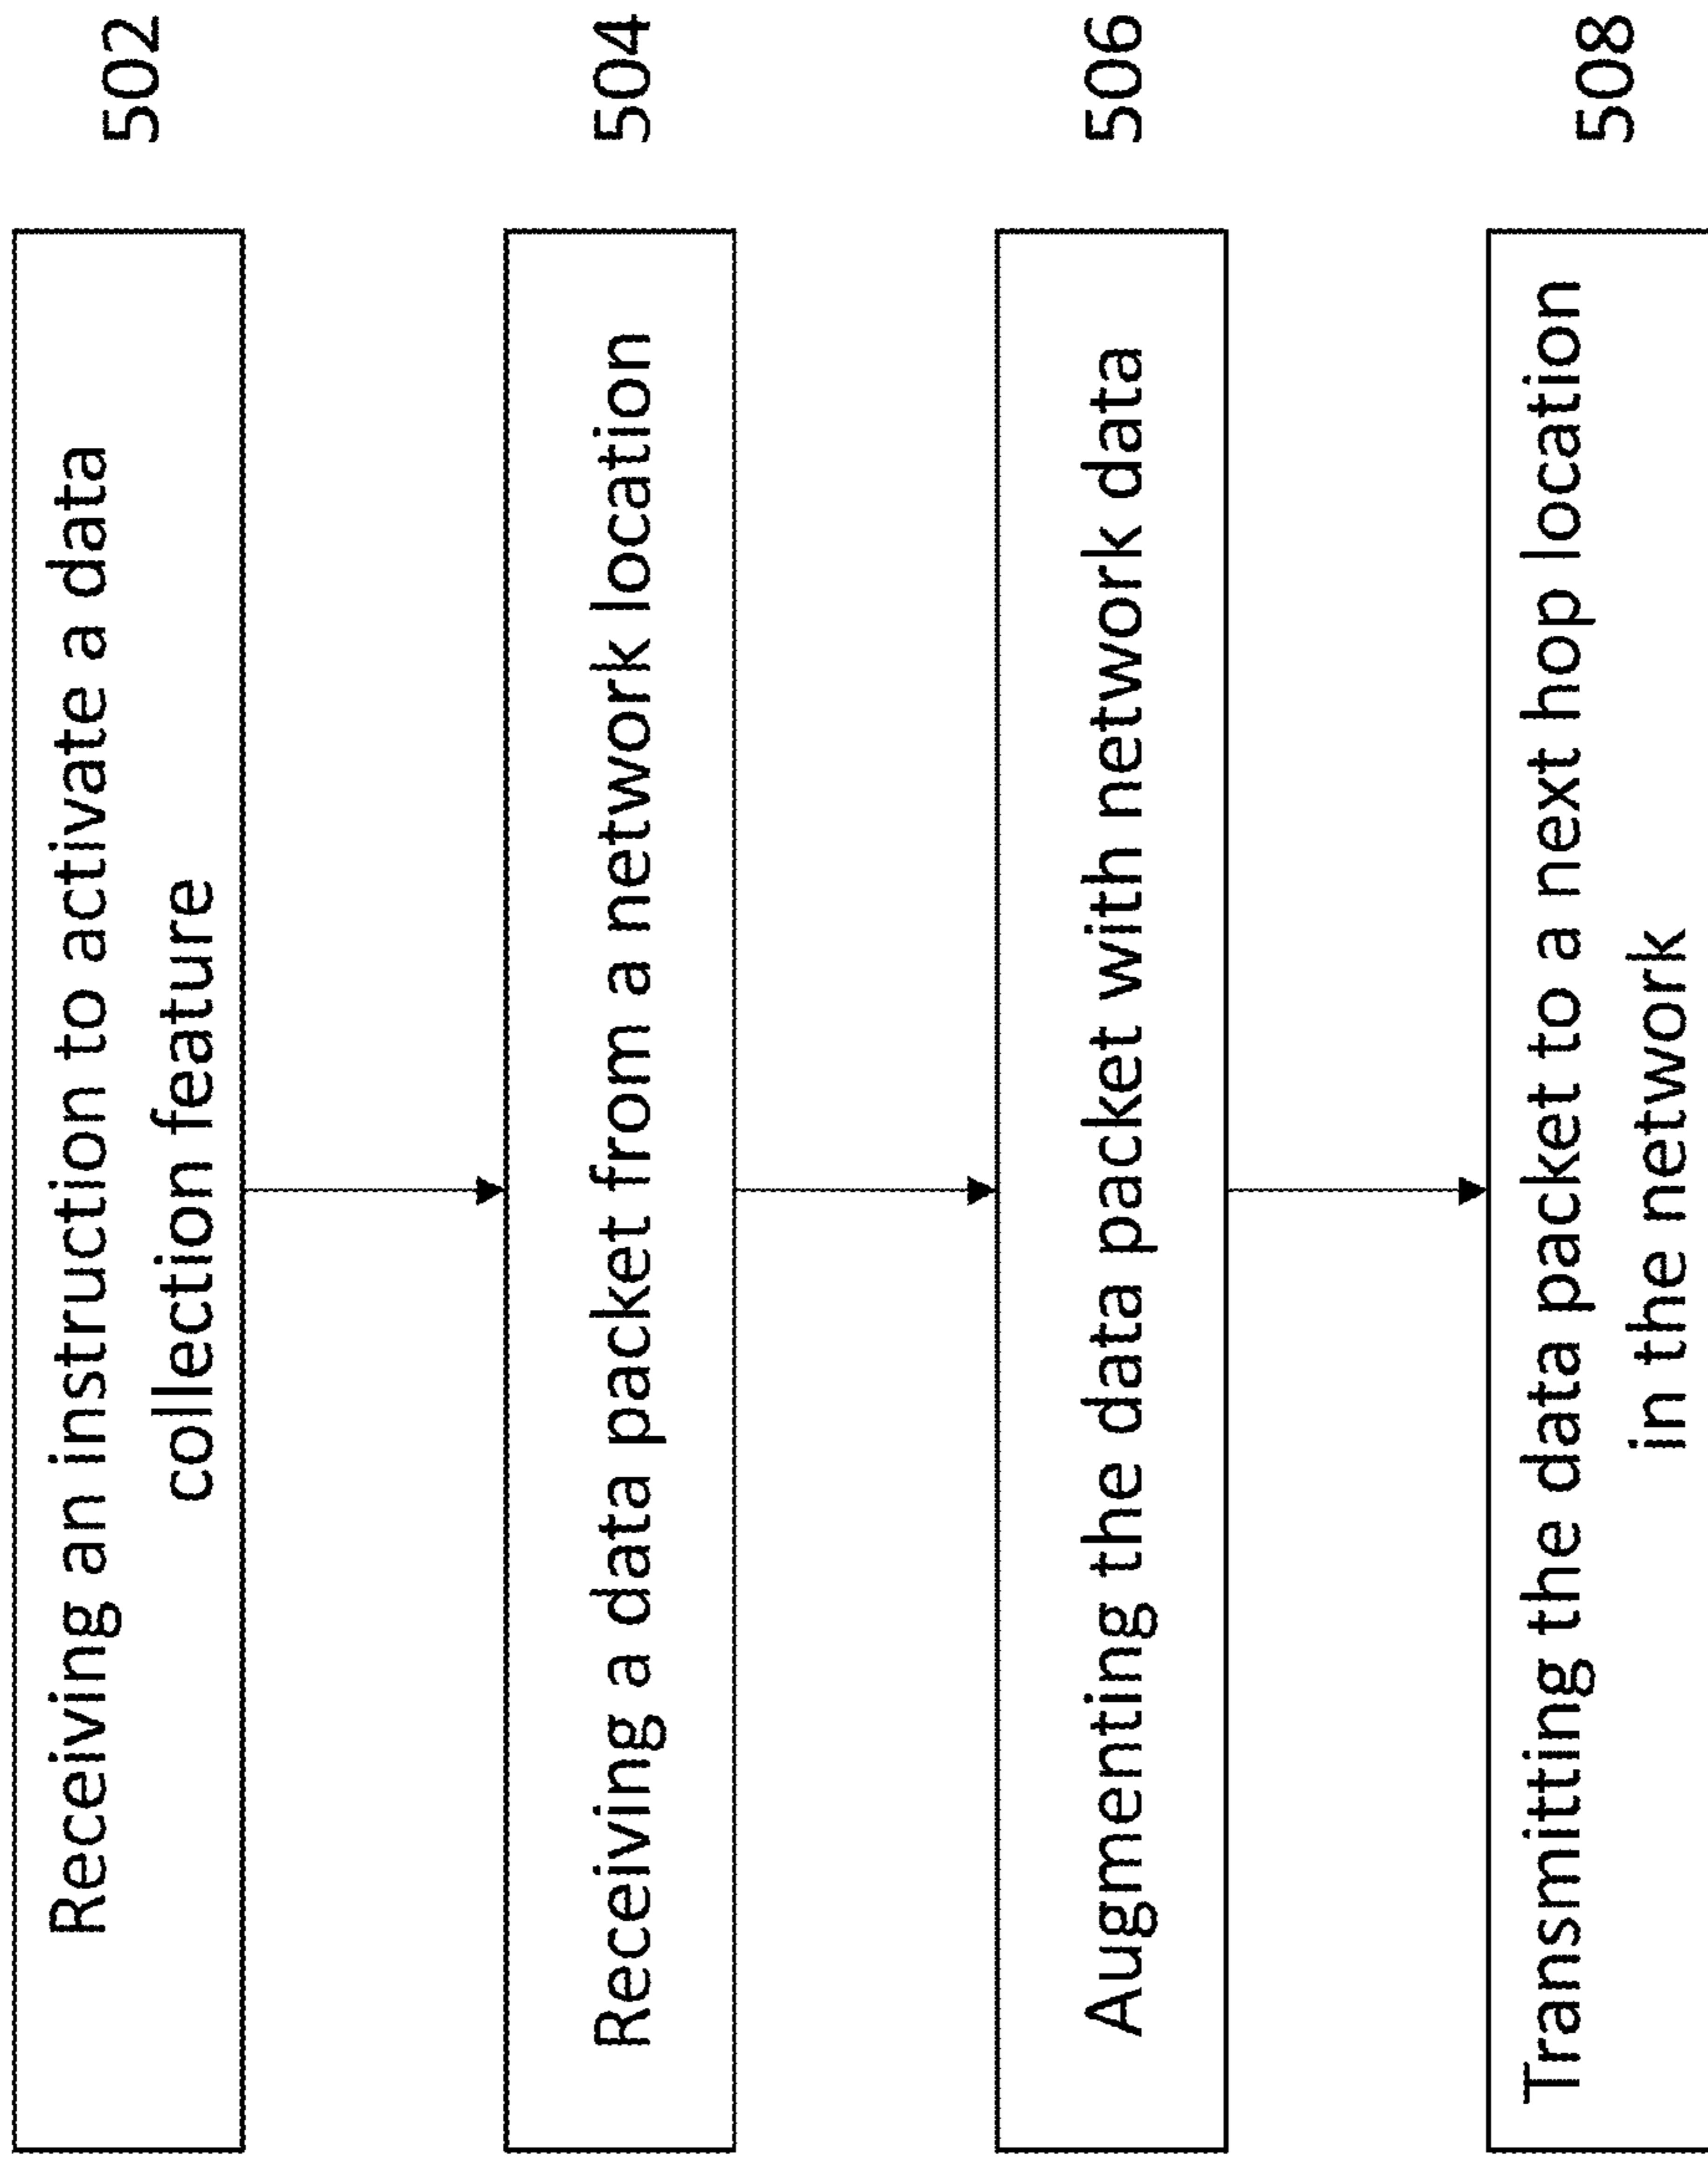 Receiving an instruction to activate a data
collection feature
502
Receiving a data packet from a network location
504
Augmenting the data packet with network data
506
Transmitting the data packet to a next hop location
in the network
508